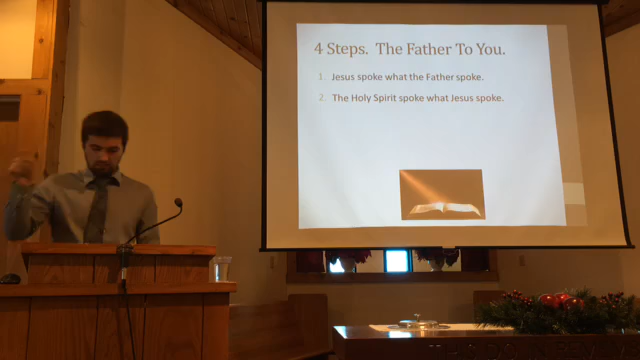 4 Steps. The Father To You.
1. Jesus spoke what the Father spoke.
2. The Holy Spirit spoke what Jesus spoke.